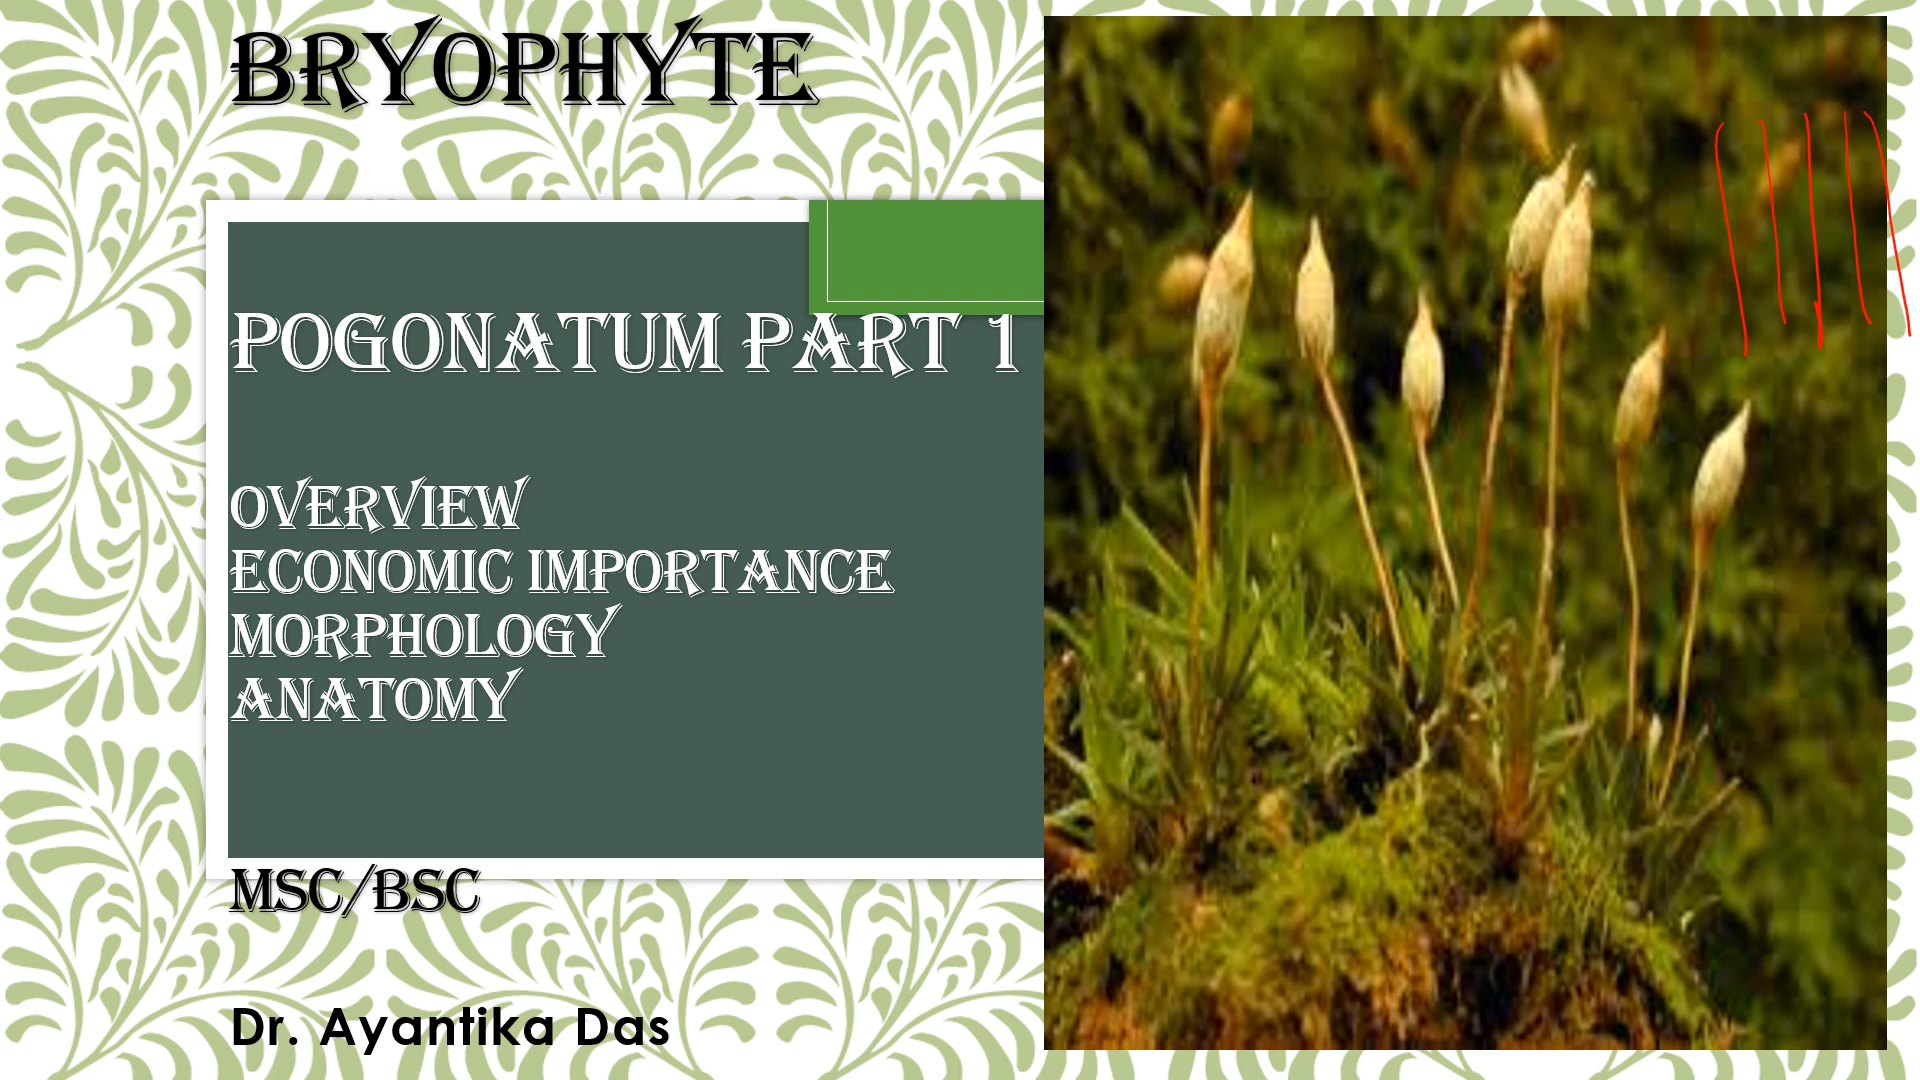 BRYOPHYTE
POGONATUM PART 1
OVERVIEW
ECONOMIC IMPORTANCE
MORPHOLOGY
ANATOMY
MSC/BSC
Dr. Ayantika Das